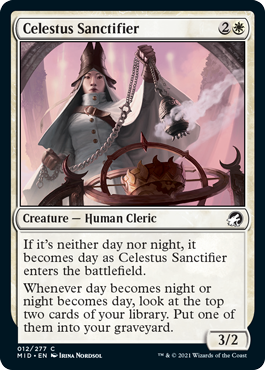 Celestus Sanctifier 2
Creature — Human Cleric
If it's neither day nor night, it
becomes day as Celestus Sanctifier
enters the battlefield.
Whenever day becomes night or
night becomes day, look at the top
two cards of your library. Put one of
them into your graveyard.
3/2
012/277 C
MID • EN Irina Nordsol
™ & © 2021 Wizards of the Coast